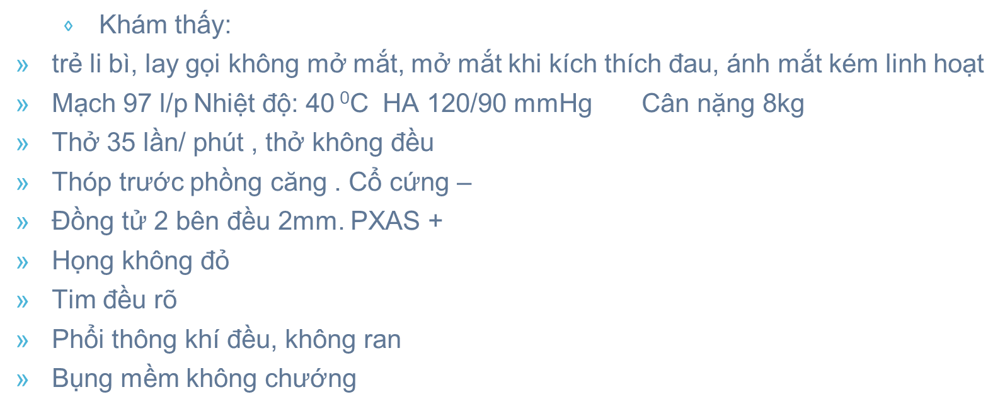 ◊ Khám thấy:
» trẻ li bì, lay gọi không mở mắt, mở mắt khi kích thích đau, ánh mắt kém linh hoạt
» Mạch 97 l/p Nhiệt độ: 40 ⁰C HA 120/90 mmHg Cân nặng 8kg
» Thở 35 lần/ phút , thở không đều
» Thóp trước phồng căng . Cổ cứng –
» Đồng tử 2 bên đều 2mm. PXAS +
» Họng không đỏ
» Tim đều rõ
» Phổi thông khí đều, không ran
» Bụng mềm không chướng